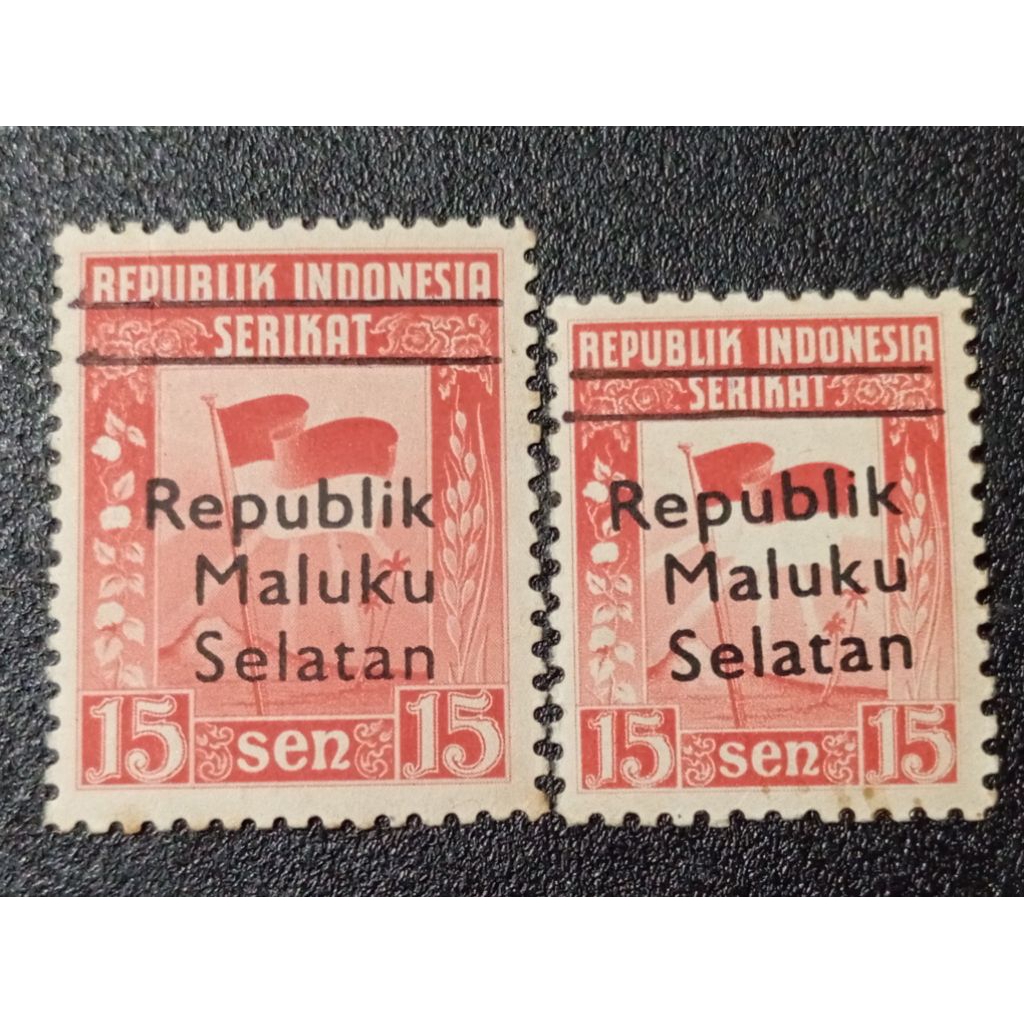 REPUBLIK INDONESIA
SERIKAT
Republik
Maluku
Selatan
15 sen 15
REPUBLIK INDONESIA
SERIKAT
Republik
Maluku
Selatan
15 sen 15